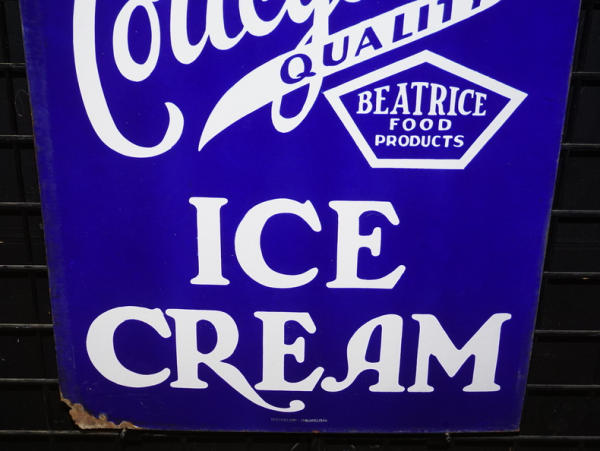 QUALITY
BEATRICE
FOOD
PRODUCTS
ICE
CREAM